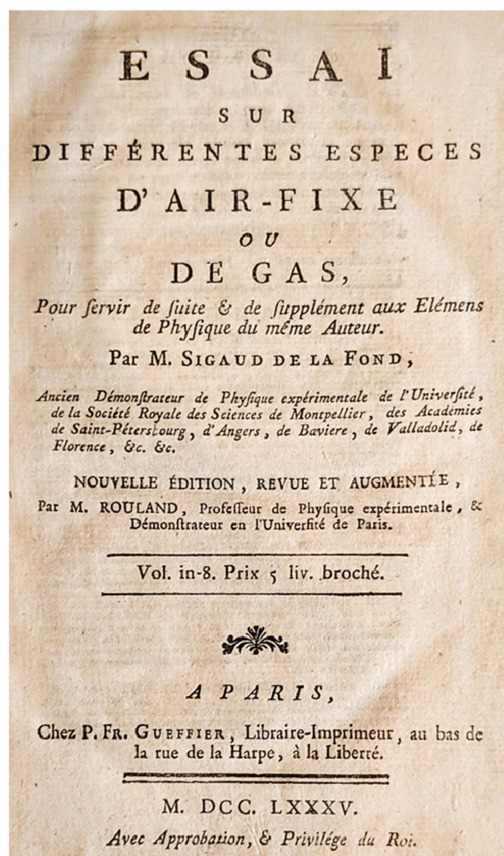 ESSAI
SUR
DIFFÉRENTES ESPECES
D'AIR-FIXE
OU
DE GAS,
Pour ſervir de ſuite & de ſupplément aux Elémens
de Phyſique du même Auteur.
Par M. SIGAUD DE LA FOND,
Ancien Démonſtrateur de Phyſique expérimentale de l'Univerſité,
de la Société Royale des Sciences de Montpellier, des Académies
de Saint-Pétersbourg, d'Angers, de Baviere, de Valladolid, de
Florence, &c. &c.
NOUVELLE ÉDITION, REVUE ET AUGMENTÉE,
Par M. ROULAND, Profeſſeur de Phyſique expérimentale, &
Démonſtrateur en l'Univerſité de Paris.
Vol. in-8. Prix 5 liv. broché.
A PARIS,
Chez P. FR. GUEFFIER, Libraire-Imprimeur, au bas de
la rue de la Harpe, à la Liberté.
M. DCC. LXXXV.
Avec Approbation, & Privilége du Roi.